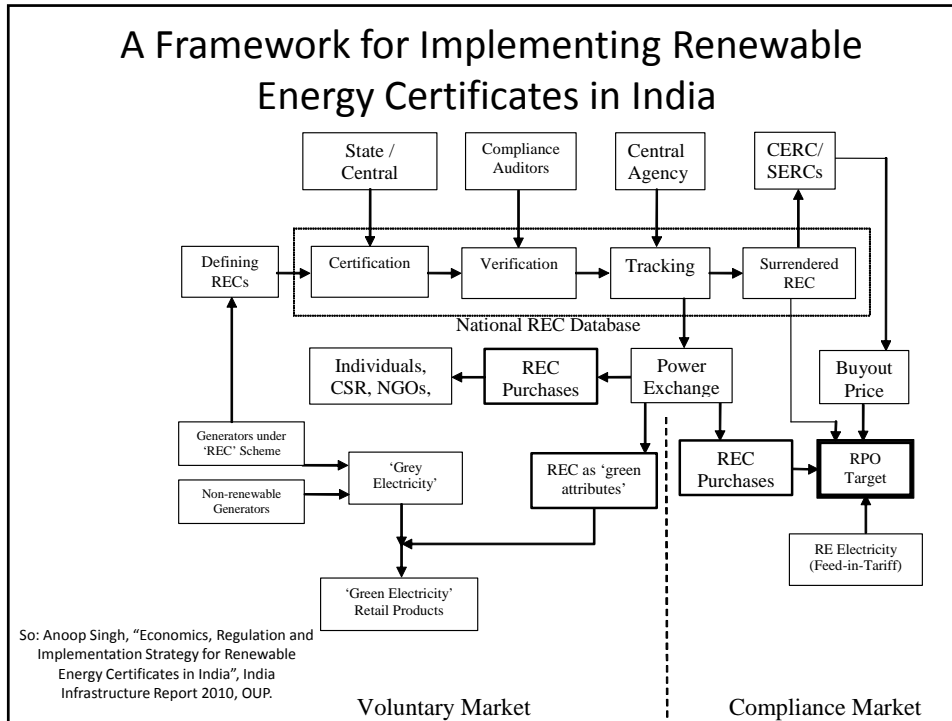 A Framework for Implementing Renewable
Energy Certificates in India
State /
Central
Compliance
Auditors
Central
Agency
CERC/
SERCs
Defining
RECs
Certification
Verification
Tracking
Surrendered
REC
National REC Database
Individuals,
CSR, NGOs,
REC
Purchases
Power
Exchange
Buyout
Price
Generators under
'REC' Scheme
Non-renewable
Generators
'Grey
Electricity'
REC as 'green
attributes'
REC
Purchases
RPO
Target
RE Electricity
(Feed-in-Tariff)
'Green Electricity'
Retail Products
So: Anoop Singh, “Economics, Regulation and
Implementation Strategy for Renewable
Energy Certificates in India”, India
Infrastructure Report 2010, OUP.
Voluntary Market
Compliance Market